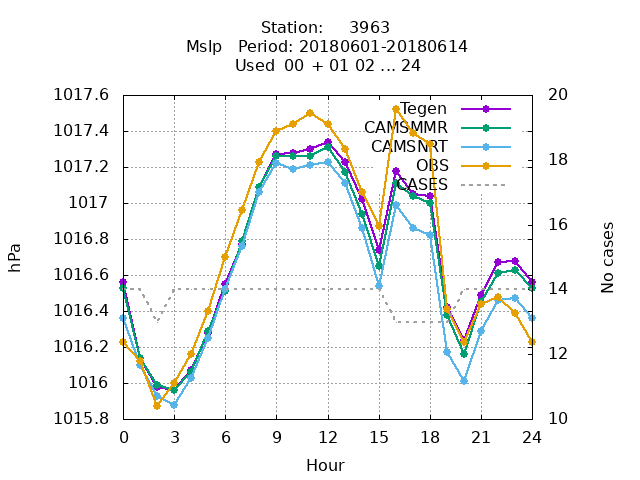 Station: 3963
Mslp Period: 20180601-20180614
Used 00 + 01 02 ... 24
1017.6
1017.4
1017.2
1017
1016.8
1016.6
1016.4
1016.2
1016
1015.8
hPa
Tegen
CAMSMMR
CAMSNRT
OBS
CASES
20
18
16
14
12
10
No cases
0 3 6 9 12 15 18 21 24
Hour